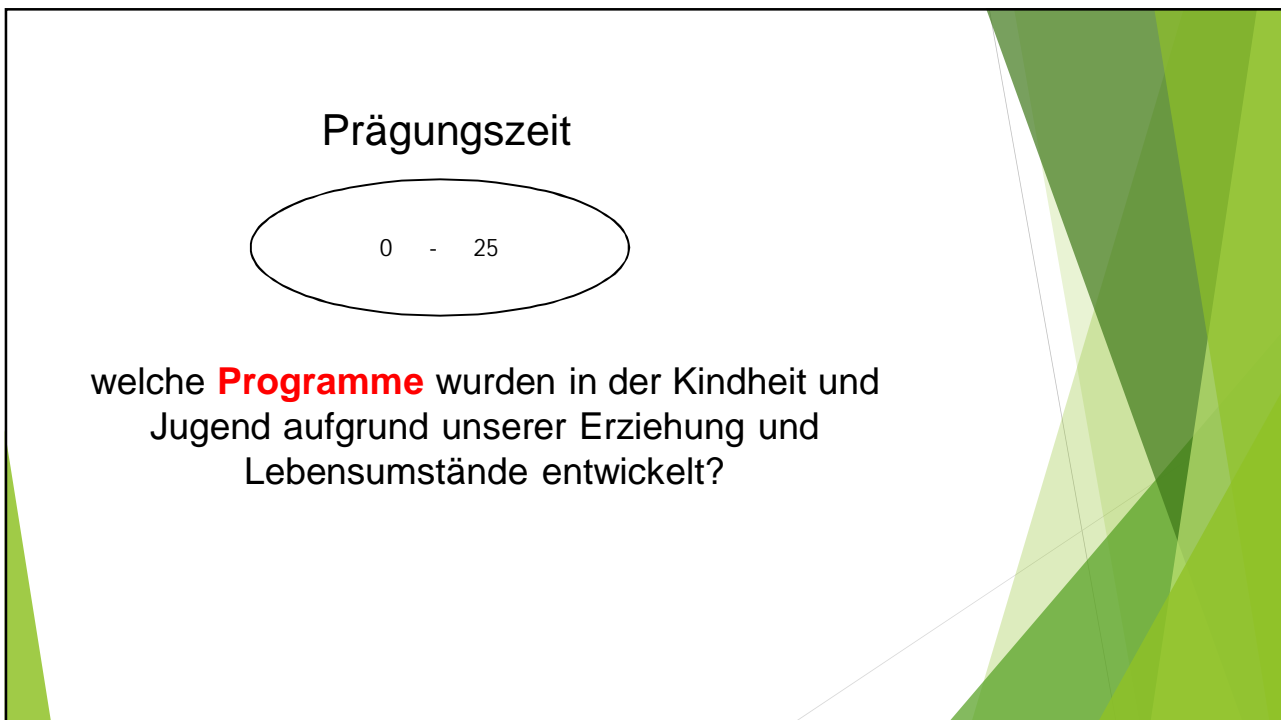 Prägungszeit
0 - 25
welche Programme wurden in der Kindheit und
Jugend aufgrund unserer Erziehung und
Lebensumstände entwickelt?